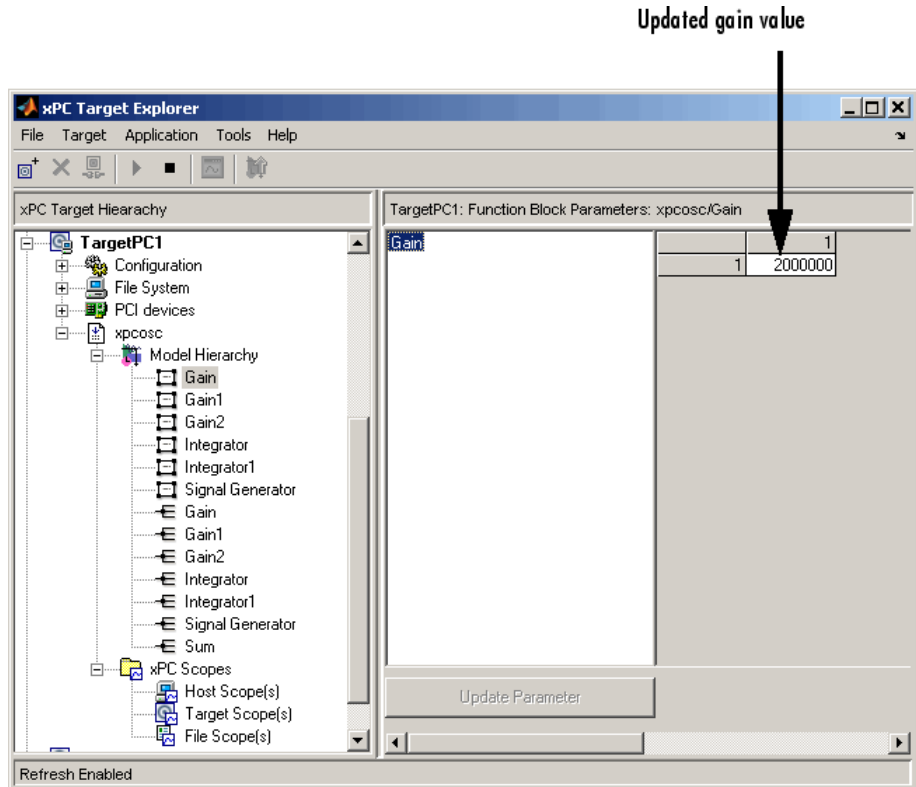 Updated gain value
xPC Target Explorer
File Target Application Tools Help
xPC Target Hiearachy
TargetPC1: Function Block Parameters: xpcosc/Gain
TargetPC1
Configuration
File System
PCI devices
xpcosc
Model Hierarchy
Gain
Gain1
Gain2
Integrator
Integrator1
Signal Generator
Gain
Gain1
Gain2
Integrator
Integrator1
Signal Generator
Sum
xPC Scopes
Host Scope(s)
Target Scope(s)
File Scope(s)
Gain
1
1 2000000
Update Parameter
Refresh Enabled